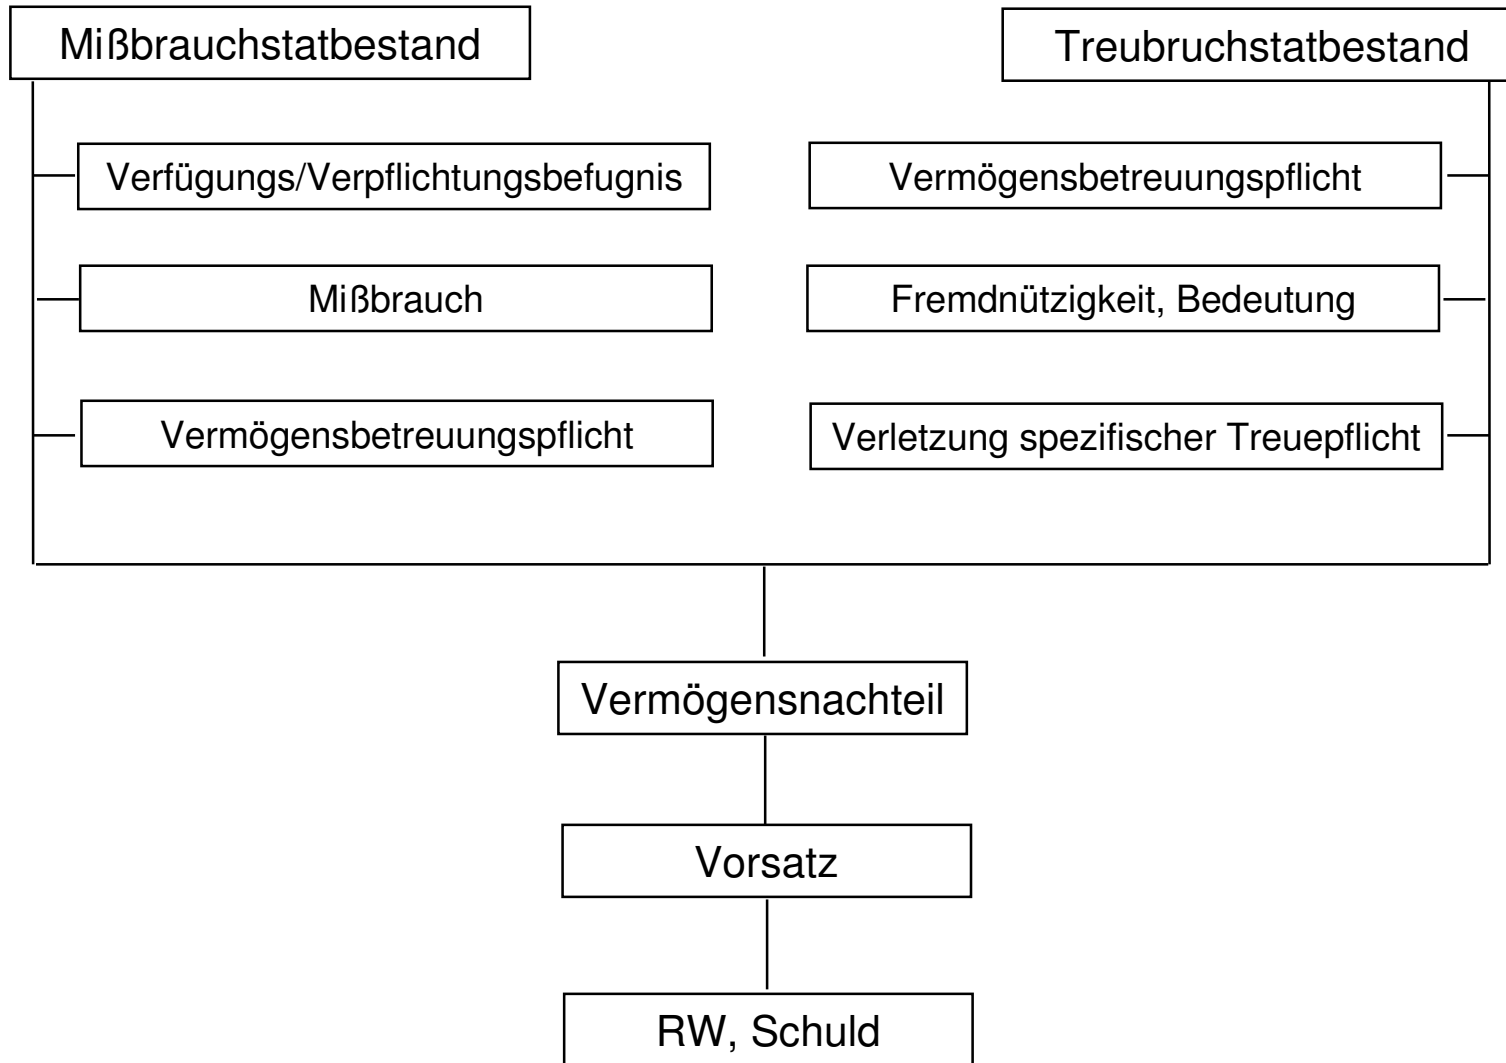 Mißbrauchstatbestand
Treubruchstatbestand
Verfügungs/Verpflichtungsbefugnis
Vermögensbetreuungspflicht
Mißbrauch
Fremdnützigkeit, Bedeutung
Vermögensbetreuungspflicht
Verletzung spezifischer Treuepflicht
Vermögensnachteil
Vorsatz
RW, Schuld